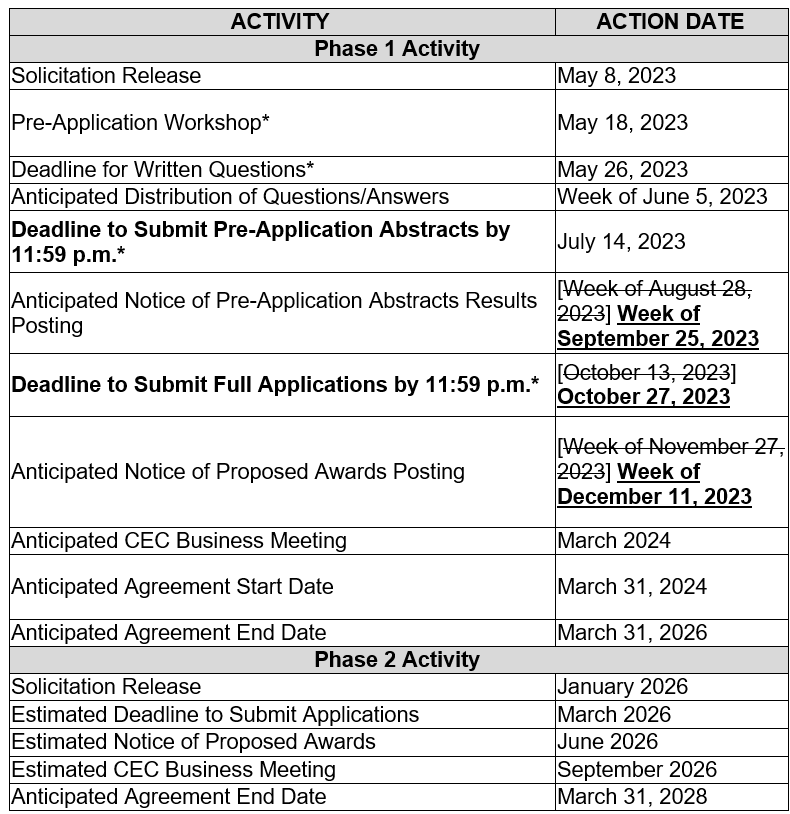 ACTIVITY ACTION DATE
Phase 1 Activity
Solicitation Release May 8, 2023
Pre-Application Workshop* May 18, 2023
Deadline for Written Questions* May 26, 2023
Anticipated Distribution of Questions/Answers Week of June 5, 2023
Deadline to Submit Pre-Application Abstracts by
11:59 p.m.*
July 14, 2023
Anticipated Notice of Pre-Application Abstracts Results
Posting
[Week of August 28,
2023] Week of
September 25, 2023
Deadline to Submit Full Applications by 11:59 p.m.*
[October 13, 2023]
October 27, 2023
Anticipated Notice of Proposed Awards Posting
[Week of November 27,
2023] Week of
December 11, 2023
Anticipated CEC Business Meeting March 2024
Anticipated Agreement Start Date March 31, 2024
Anticipated Agreement End Date March 31, 2026
Phase 2 Activity
Solicitation Release January 2026
Estimated Deadline to Submit Applications March 2026
Estimated Notice of Proposed Awards June 2026
Estimated CEC Business Meeting September 2026
Anticipated Agreement End Date March 31, 2028